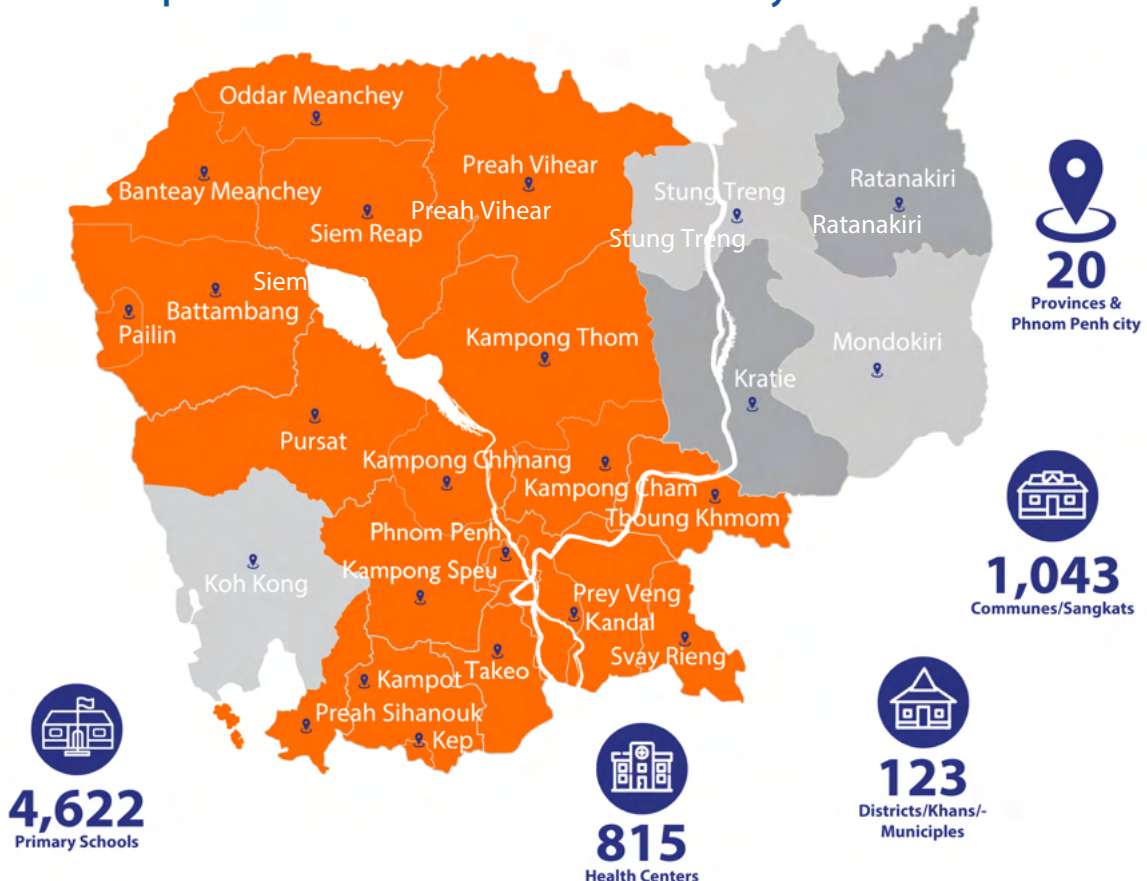 Oddar Meanchey
Banteay Meanchey
Preah Vihear
Preah Vihear
Siem Reap
Siem
Stung Treng
Stung Treng
Ratanakiri
Ratanakiri
Battambang
Pailin
Kampong Thom
Mondokiri
Kratie
Pursat
Kampong Chhnang
Kampong Cham
Tboung Khmom
Phnom Penh
Kampong Speu
Koh Kong
Prey Veng
Kandal
Svay Rieng
Takeo
Kampot
Preah Sihanouk
Kep
20
Provinces &
Phnom Penh city
1,043
Communes/Sangkats
123
Districts/Khans/-
Municiples
815
Health Centers
4,622
Primary Schools